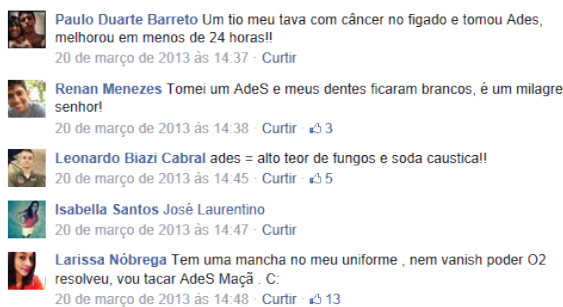 Paulo Duarte Barreto Um tio meu tava com câncer no figado e tomou Ades,
melhorou em menos de 24 horas!!
20 de março de 2013 às 14:37 · Curtir
Renan Menezes Tomei um AdeS e meus dentes ficaram brancos, é um milagre
senhor!
20 de março de 2013 às 14:38 · Curtir · 3
Leonardo Biazi Cabral ades = alto teor de fungos e soda caustica!!
20 de março de 2013 às 14:45 · Curtir · 5
Isabella Santos José Laurentino
20 de março de 2013 às 14:47 · Curtir
Larissa Nóbrega Tem uma mancha no meu uniforme , nem vanish poder O2
resolveu, vou tacar AdeS Maçã . C:
20 de março de 2013 às 14:48 · Curtir · 13